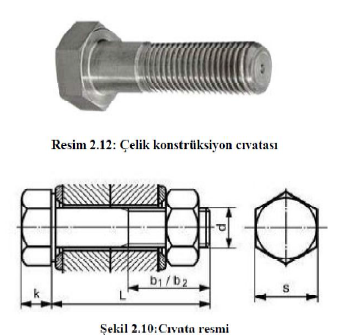 Resim 2.12: Çelik konstrüksiyon cıvatası
d
b1 / b2
k
L
s
Şekil 2.10:Cıvata resmi